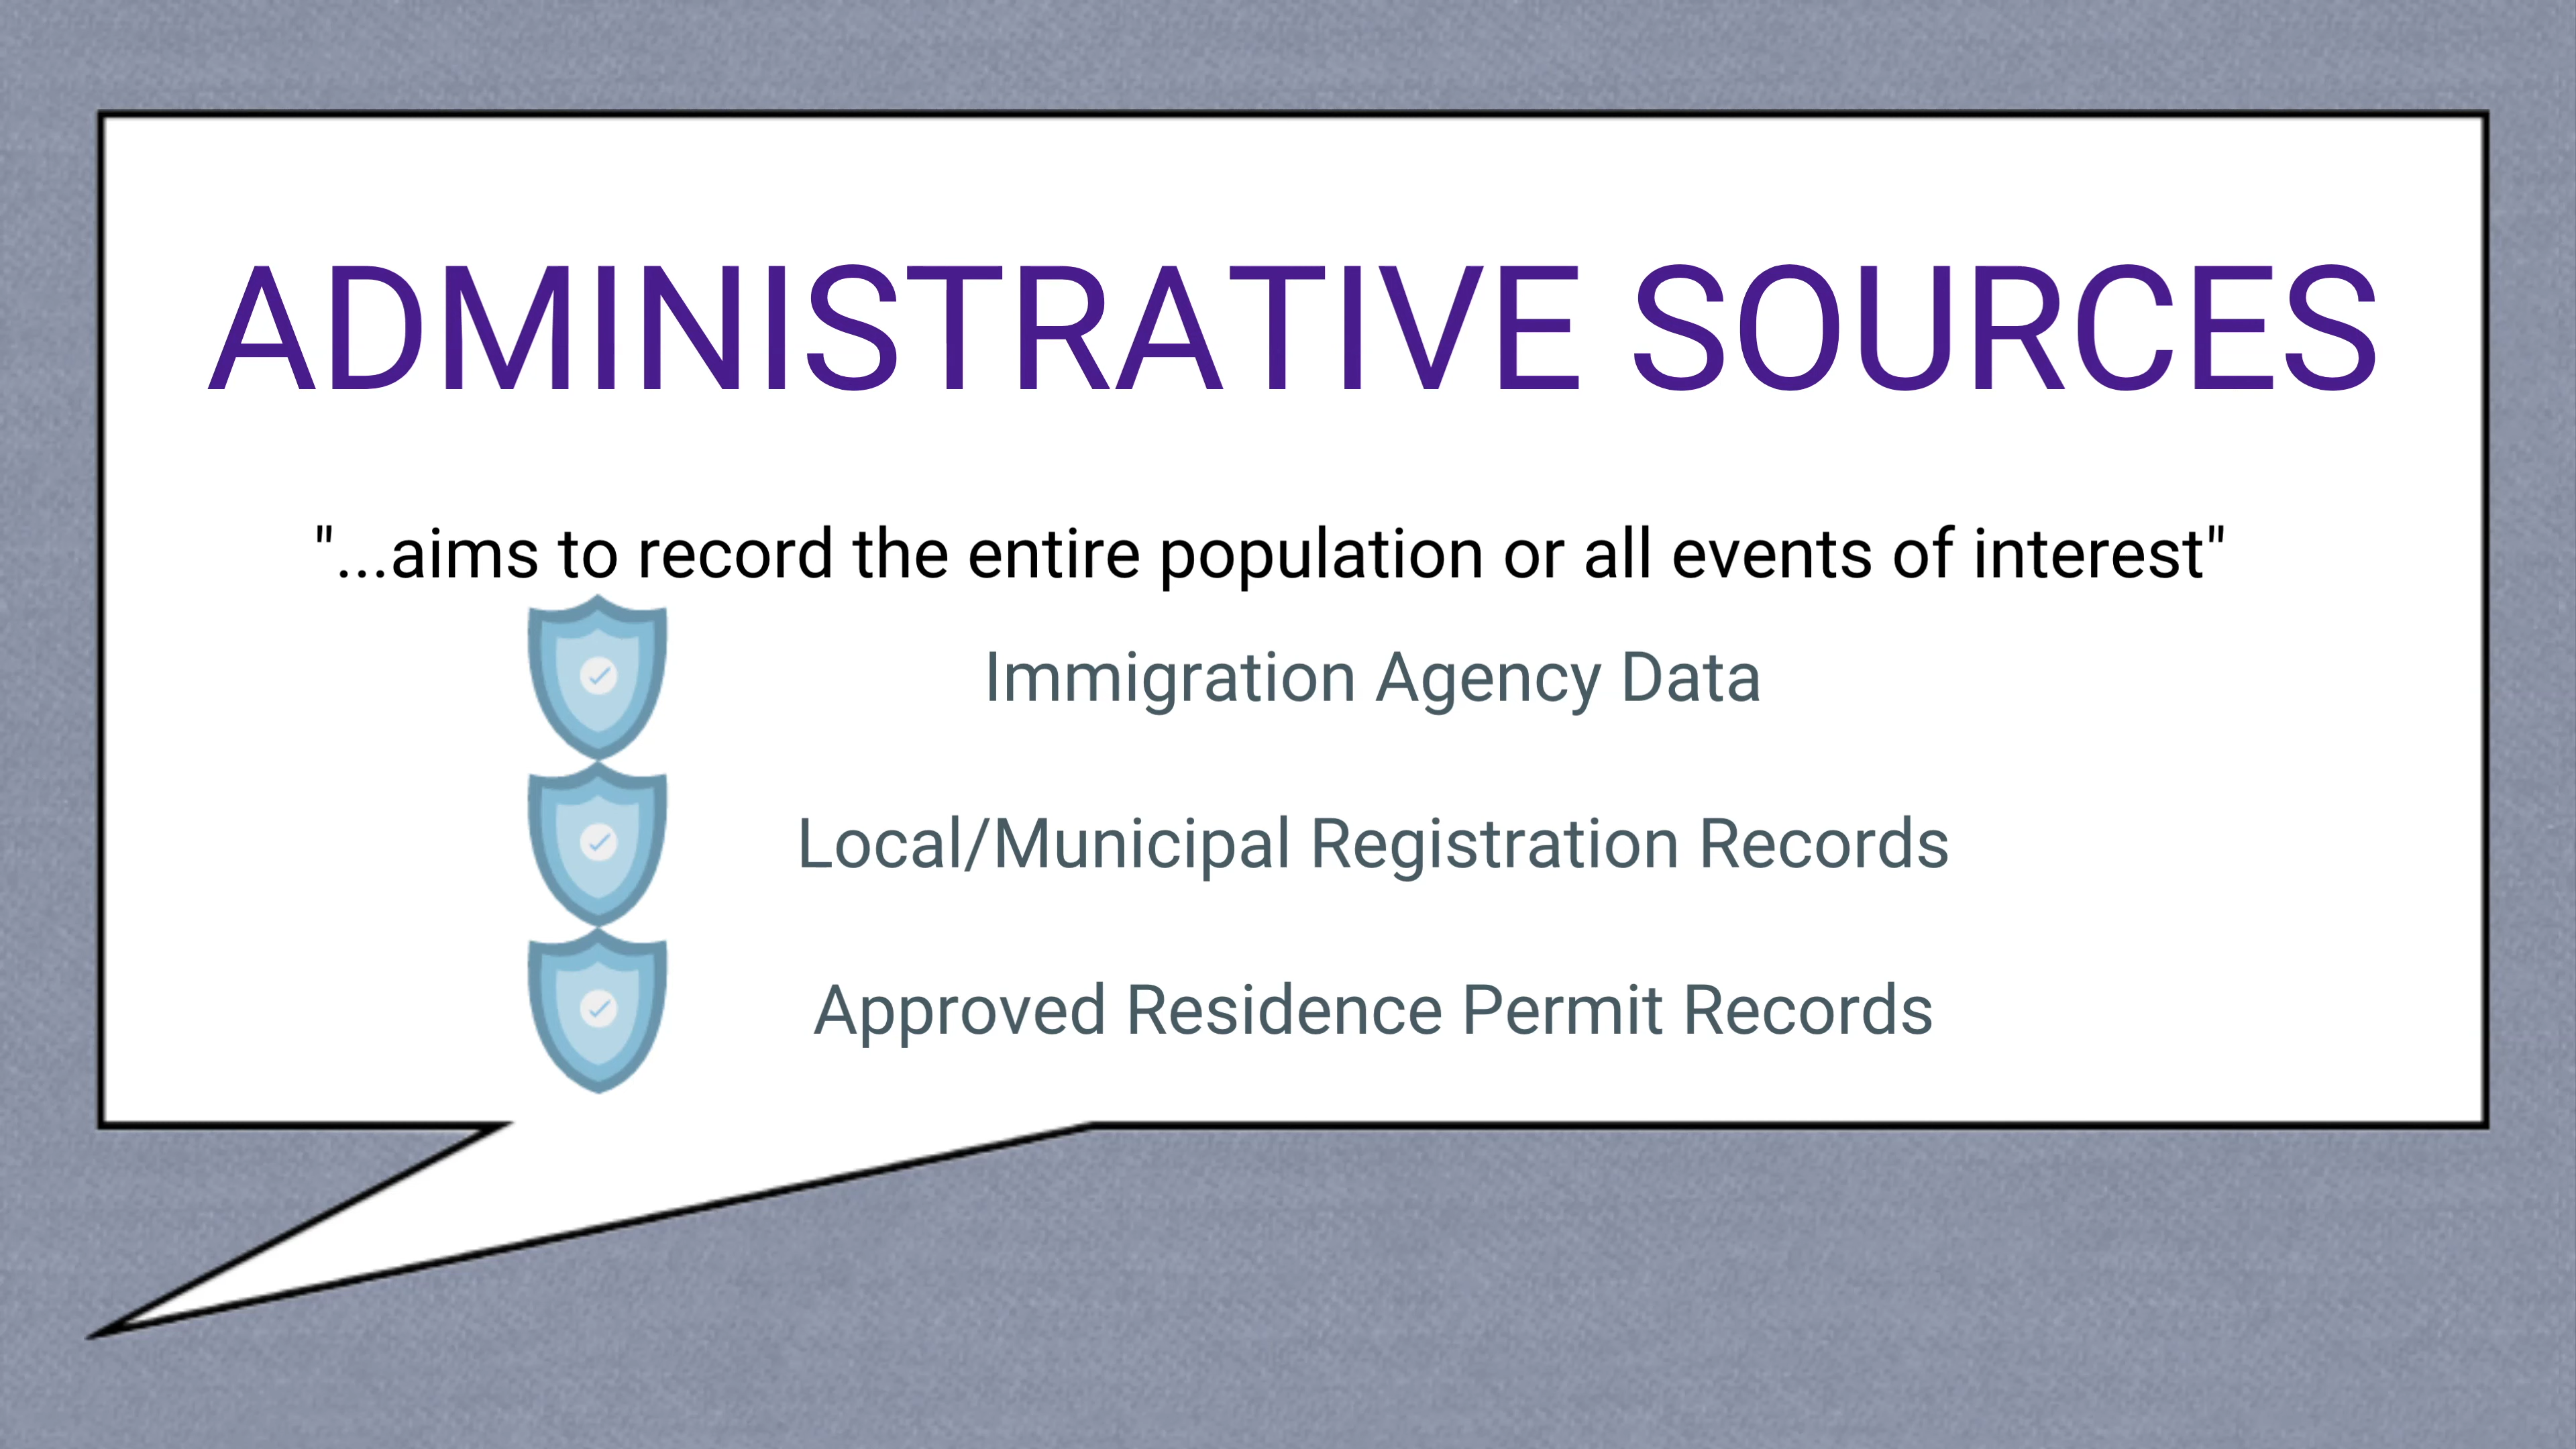 ADMINISTRATIVE SOURCES
"...aims to record the entire population or all events of interest"
Immigration Agency Data
Local/Municipal Registration Records
Approved Residence Permit Records